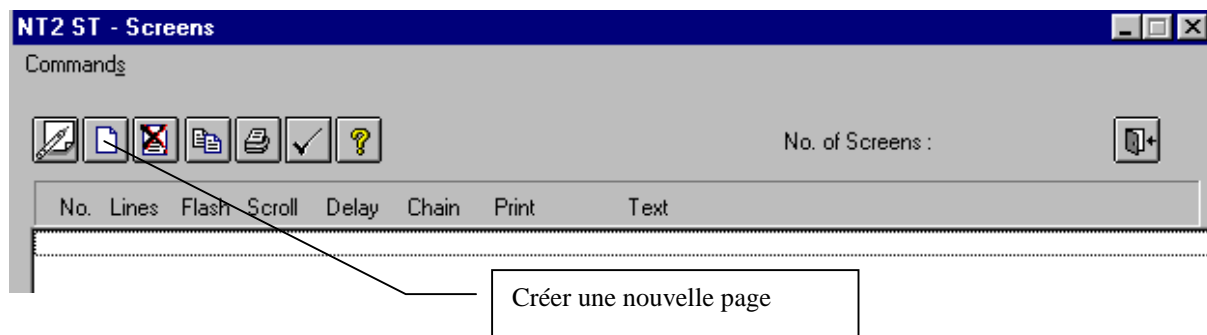 NT2 ST - Screens
Commands
No. of Screens :
No. Lines Flash Scroll Delay Chain Print Text
Créer une nouvelle page